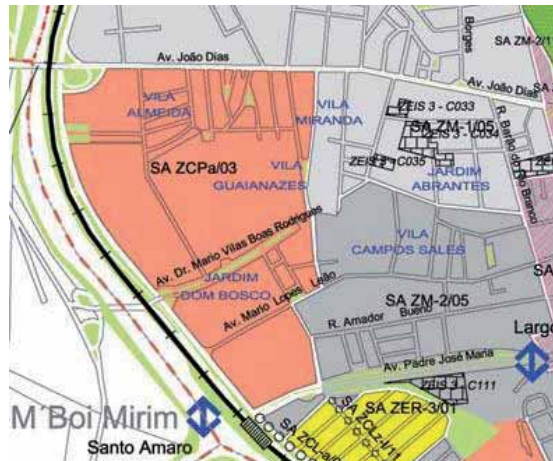 Borges
SA ZM-2/1
Av. João Dias
Av. João Dias
VILA
ALMEIDA
VILA
MIRANDA
ZEIS 3 - C033
SA ZM-1/05
ZEIS 3 - C034
R. Barão do Rio Branco
SA ZCPa/03
VILA
GUAIANAZES
ZEIS 3 - C035
JARDIM
ABRANTES
Av. Dr. Mario Vilas Boas Rodrigues
VILA
CAMPOS SALES
JARDIM
DOM BOSCO
Av. Mario Lopes Leão
SA ZM-2/05
R. Amador Bueno
Largo
Av. Padre José Maria
ZEIS 3 - C111
M´Boi Mirim
SA ZER-3/01
SA ZCL-z-I/11
Santo Amaro